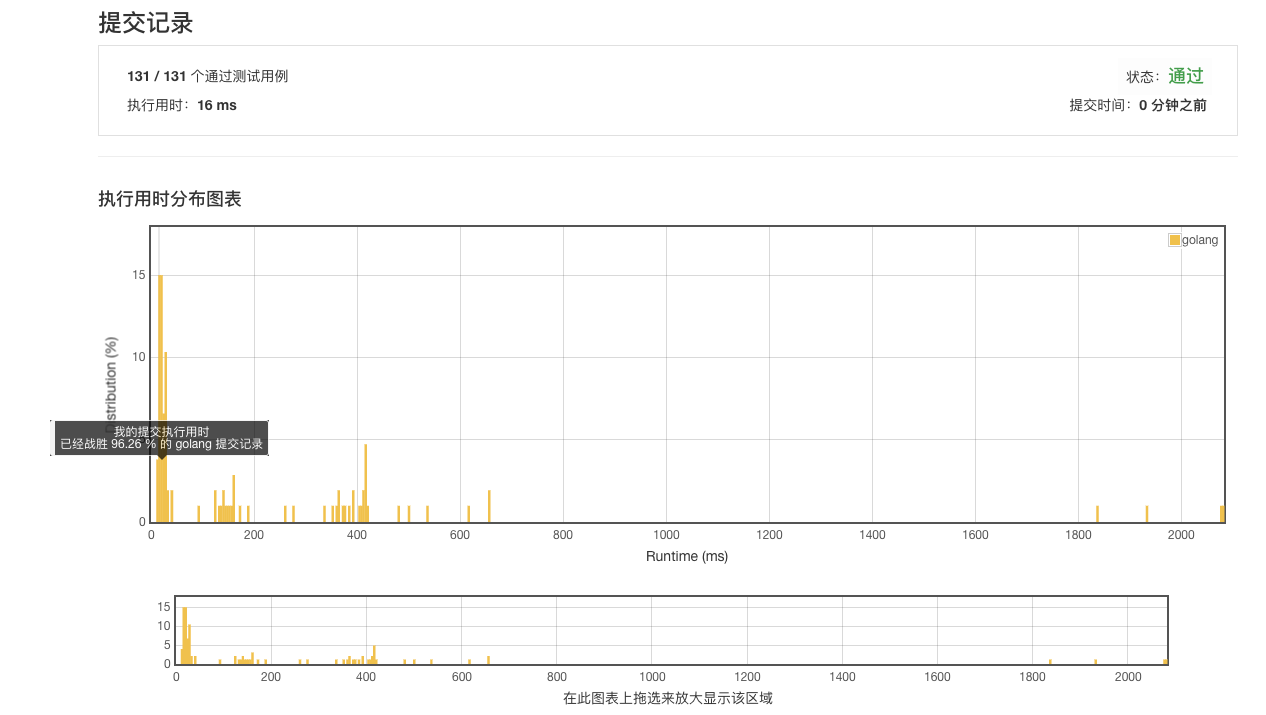 提交记录
131 / 131 个通过测试用例
状态：通过
执行用时：16 ms
提交时间：0 分钟之前
执行用时分布图表
golang
15
10
0
Distribution (%)
我的提交执行用时
已经战胜 96.26 % 的 golang 提交记录
0 200 400 600 800 1000 1200 1400 1600 1800 2000
Runtime (ms)
15
10
5
0
0 200 400 600 800 1000 1200 1400 1600 1800 2000
在此图表上拖选来放大显示该区域